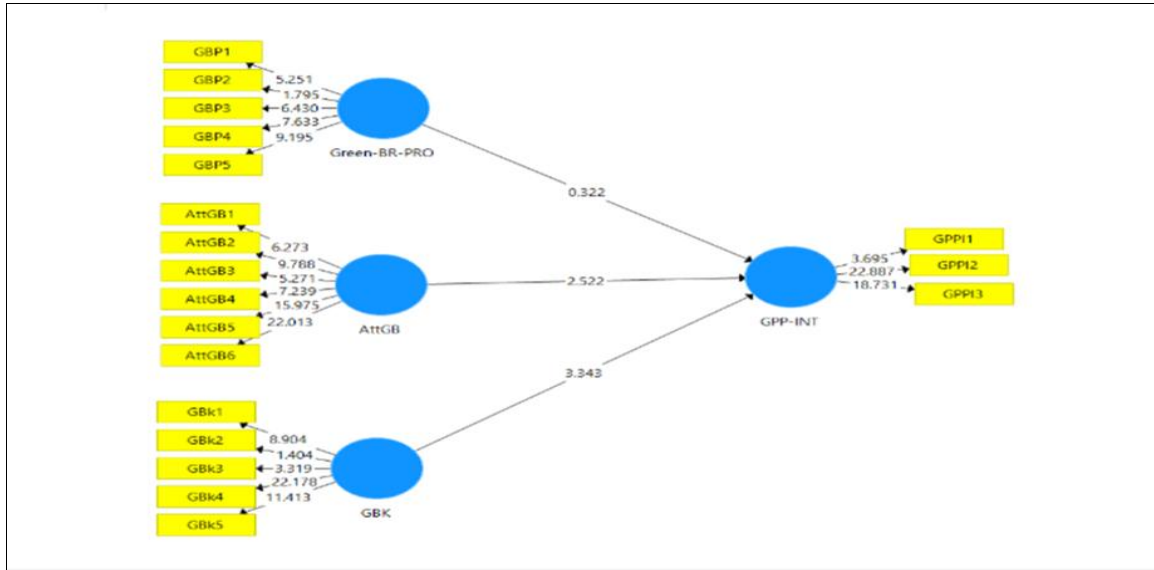 GBP1
GBP2
GBP3
GBP4
GBP5
5.251
1.795
6.430
7.633
9.195
Green-BR-PRO
0.322
AttGB1
AttGB2
AttGB3
AttGB4
AttGB5
AttGB6
6.273
9.788
5.271
7.239
15.975
22.013
AttGB
2.522
GBk1
GBk2
GBk3
GBk4
GBk5
8.904
1.404
3.319
22.178
11.413
GBK
3.343
GPP-INT
3.695
22.887
18.731
GPPI1
GPPI2
GPPI3